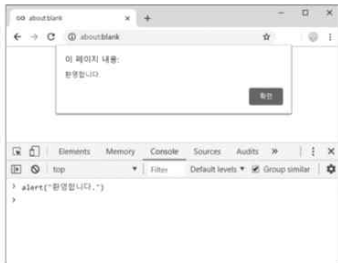 about:blank
about:blank
이 페이지 내용:
환영합니다.
확인
Elements Memory Console Sources Audits »
top Filter Default levels ▼ Group similar
> alert("환영합니다.")
>